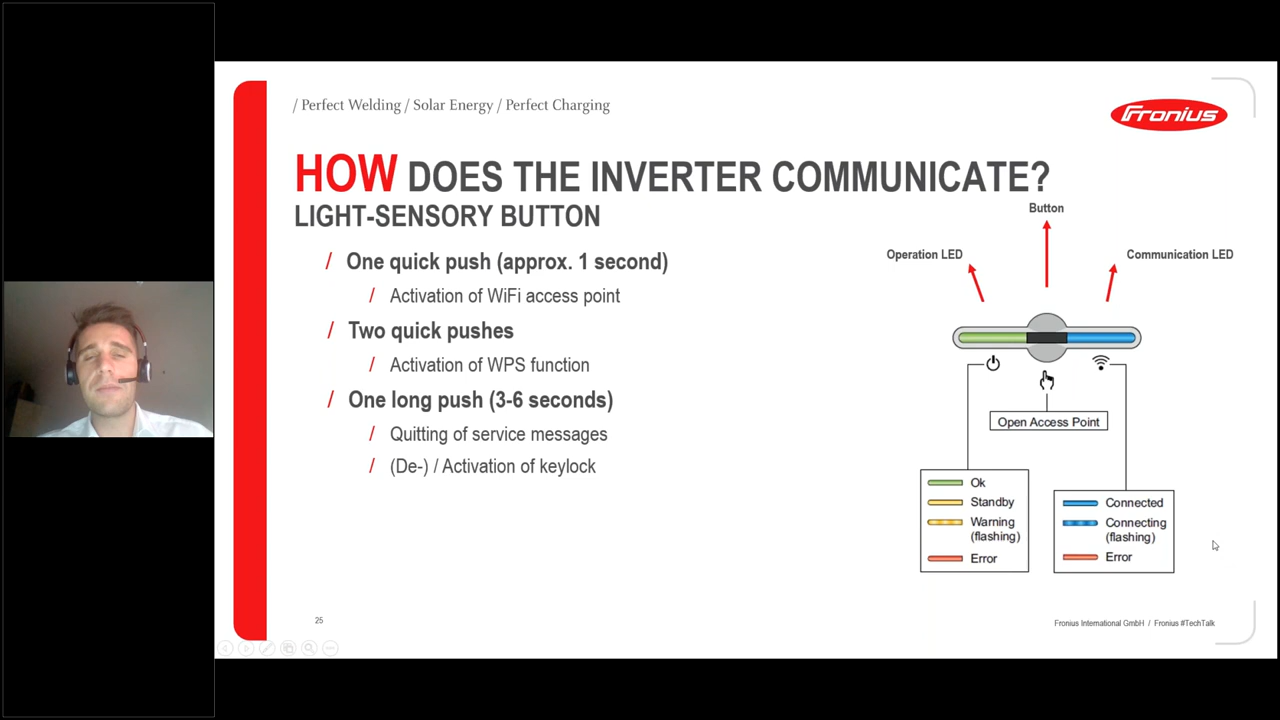 / Perfect Welding / Solar Energy / Perfect Charging
Fronius
HOW DOES THE INVERTER COMMUNICATE?
LIGHT-SENSORY BUTTON
/ One quick push (approx. 1 second)
/ Activation of WiFi access point
/ Two quick pushes
/ Activation of WPS function
/ One long push (3-6 seconds)
/ Quitting of service messages
/ (De-) / Activation of keylock
Button
Operation LED
Communication LED
Open Access Point
Ok
Standby
Warning
(flashing)
Error
Connected
Connecting
(flashing)
Error
25
Fronius International GmbH / Fronius #TechTalk